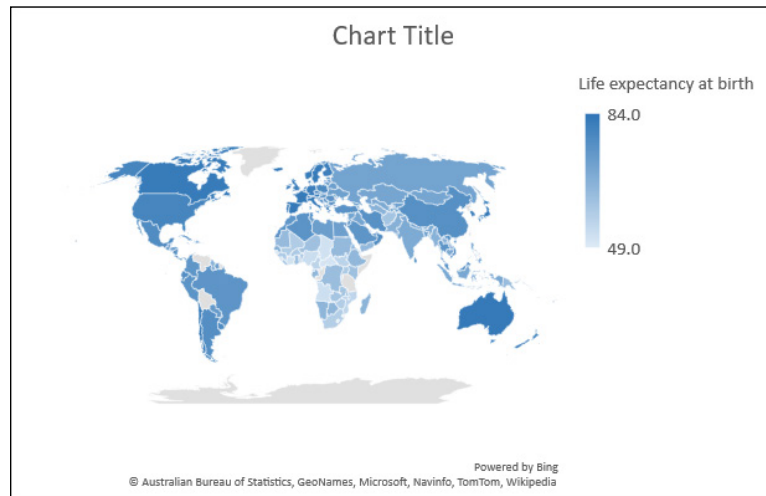 Chart Title
Life expectancy at birth
84.0
49.0
Powered by Bing
© Australian Bureau of Statistics, GeoNames, Microsoft, Navinfo, TomTom, Wikipedia